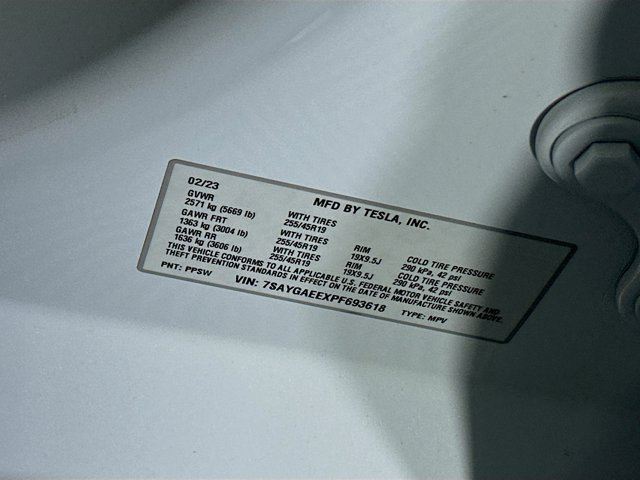 02/23
MFD BY TESLA, INC.
GVWR
2571 kg (5669 lb) WITH TIRES
255/45R19
GAWR FRT
1363 kg (3004 lb) WITH TIRES RIM COLD TIRE PRESSURE
255/45R19 19X9.5J 290 kPa, 42 psi
GAWR RR
1636 kg (3606 lb) WITH TIRES RIM COLD TIRE PRESSURE
255/45R19 19X9.5J 290 kPa, 42 psi
THIS VEHICLE CONFORMS TO ALL APPLICABLE U.S. FEDERAL MOTOR VEHICLE SAFETY AND
THEFT PREVENTION STANDARDS IN EFFECT ON THE DATE OF MANUFACTURE SHOWN ABOVE.
PNT: PPSW VIN: 7SAYGAEEXPF693618 TYPE: MPV